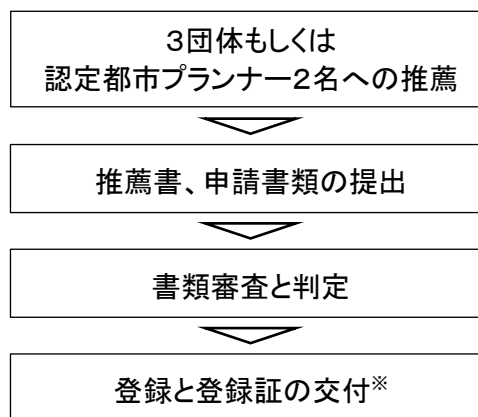 3団体もしくは
認定都市プランナー2名への推薦
推薦書、申請書類の提出
書類審査と判定
登録と登録証の交付※